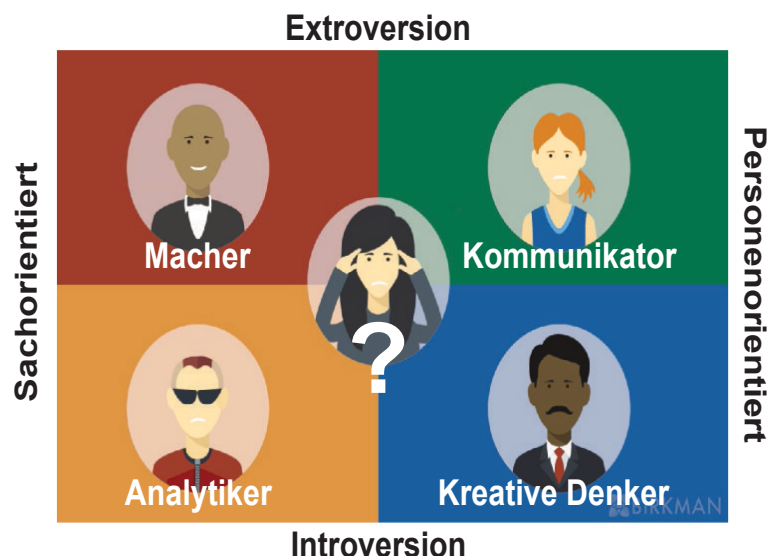 Extroversion
Sachorientiert
Personenorientiert
Macher
Kommunikator
?
Analytiker
Kreative Denker
BIRKMAN
Introversion